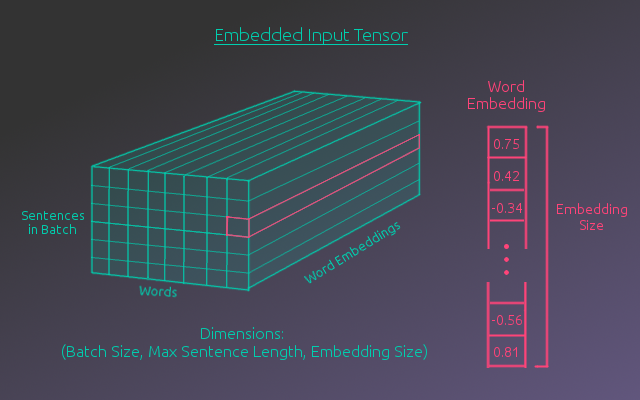 Embedded Input Tensor
Sentences
in Batch
Words
Word Embeddings
Dimensions:
(Batch Size, Max Sentence Length, Embedding Size)
Word
Embedding
0.75
0.42
-0.34
-0.56
0.81
Embedding
Size